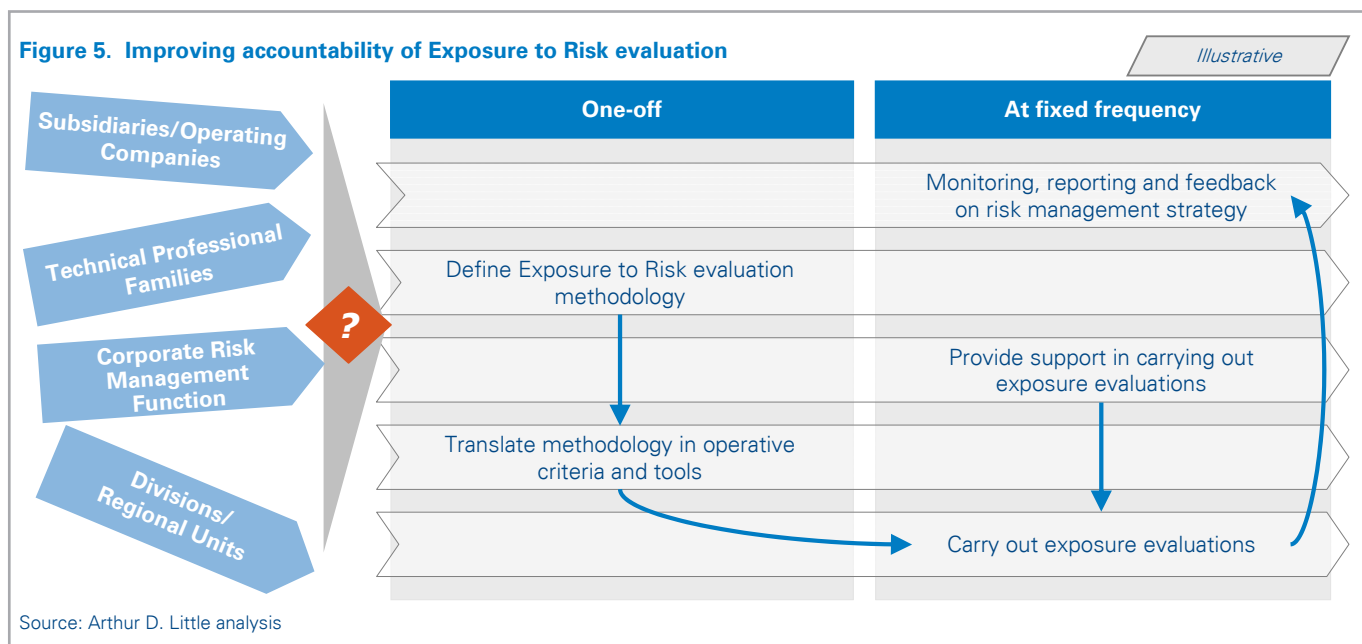 Figure 5. Improving accountability of Exposure to Risk evaluation
Illustrative
Subsidiaries/Operating
Companies
Technical Professional
Families
Corporate Risk
Management
Function
Divisions/
Regional Units
?
One-off
At fixed frequency
Monitoring, reporting and feedback
on risk management strategy
Define Exposure to Risk evaluation
methodology
Provide support in carrying out
exposure evaluations
Translate methodology in operative
criteria and tools
Carry out exposure evaluations
Source: Arthur D. Little analysis